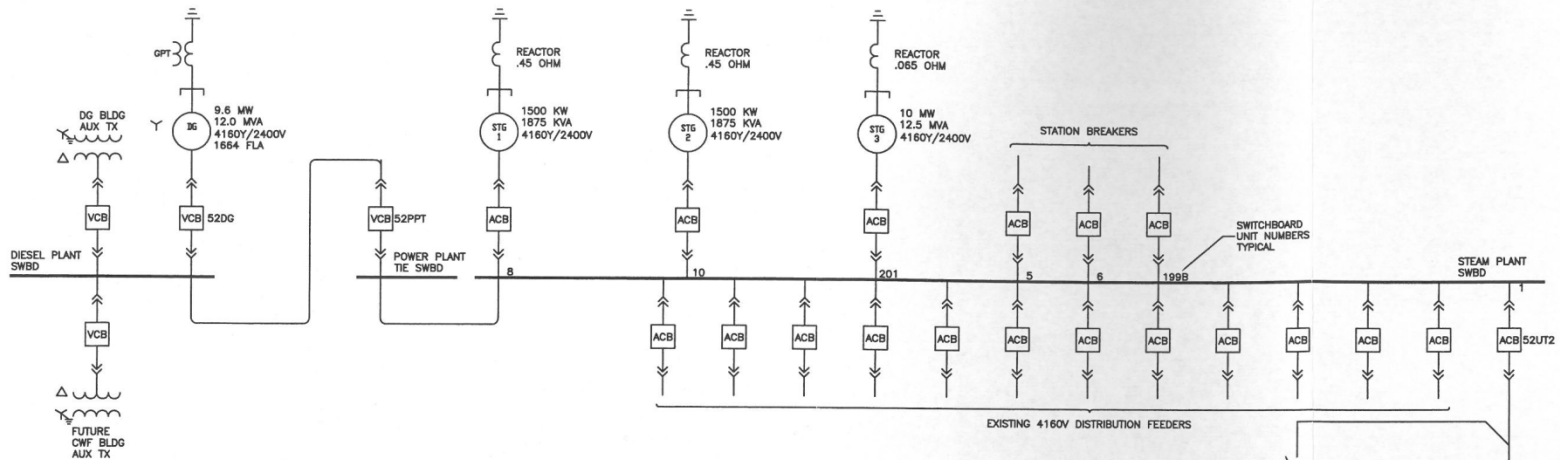 GPT
DG BLDG
AUX TX
Y
DG
9.6 MW
12.0 MVA
4160Y/2400V
1664 FLA
REACTOR
.45 OHM
STG
1
1500 KW
1875 KVA
4160Y/2400V
REACTOR
.45 OHM
STG
2
1500 KW
1875 KVA
4160Y/2400V
REACTOR
.065 OHM
STG
3
10 MW
12.5 MVA
4160Y/2400V
STATION BREAKERS
VCB
VCB
52DG
VCB
52PPT
ACB
ACB
ACB
ACB
ACB
ACB
SWITCHBOARD
UNIT NUMBERS
TYPICAL
DIESEL PLANT
SWBD
POWER PLANT
TIE SWBD
8
10
201
5
6
199B
STEAM PLANT
SWBD
1
VCB
ACB
ACB
ACB
ACB
ACB
ACB
ACB
ACB
ACB
ACB
ACB
ACB
ACB
52UT2
EXISTING 4160V DISTRIBUTION FEEDERS
FUTURE
CWF BLDG
AUX TX